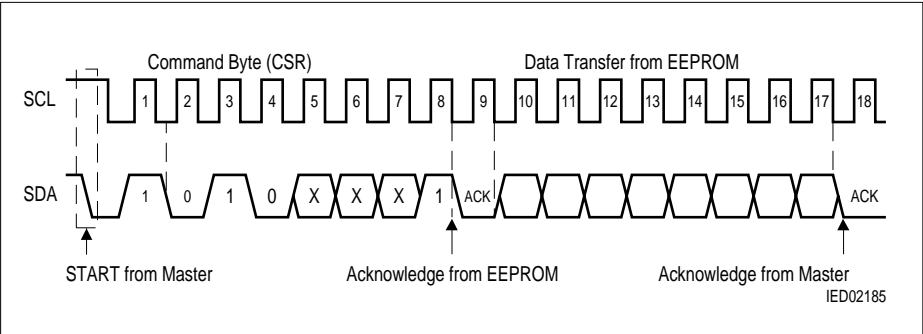 Command Byte (CSR) Data Transfer from EEPROM
SCL 1 2 3 4 5 6 7 8 9 10 11 12 13 14 15 16 17 18
SDA 1 0 1 0 X X X 1 ACK ACK
START from Master Acknowledge from EEPROM Acknowledge from Master
IED02185